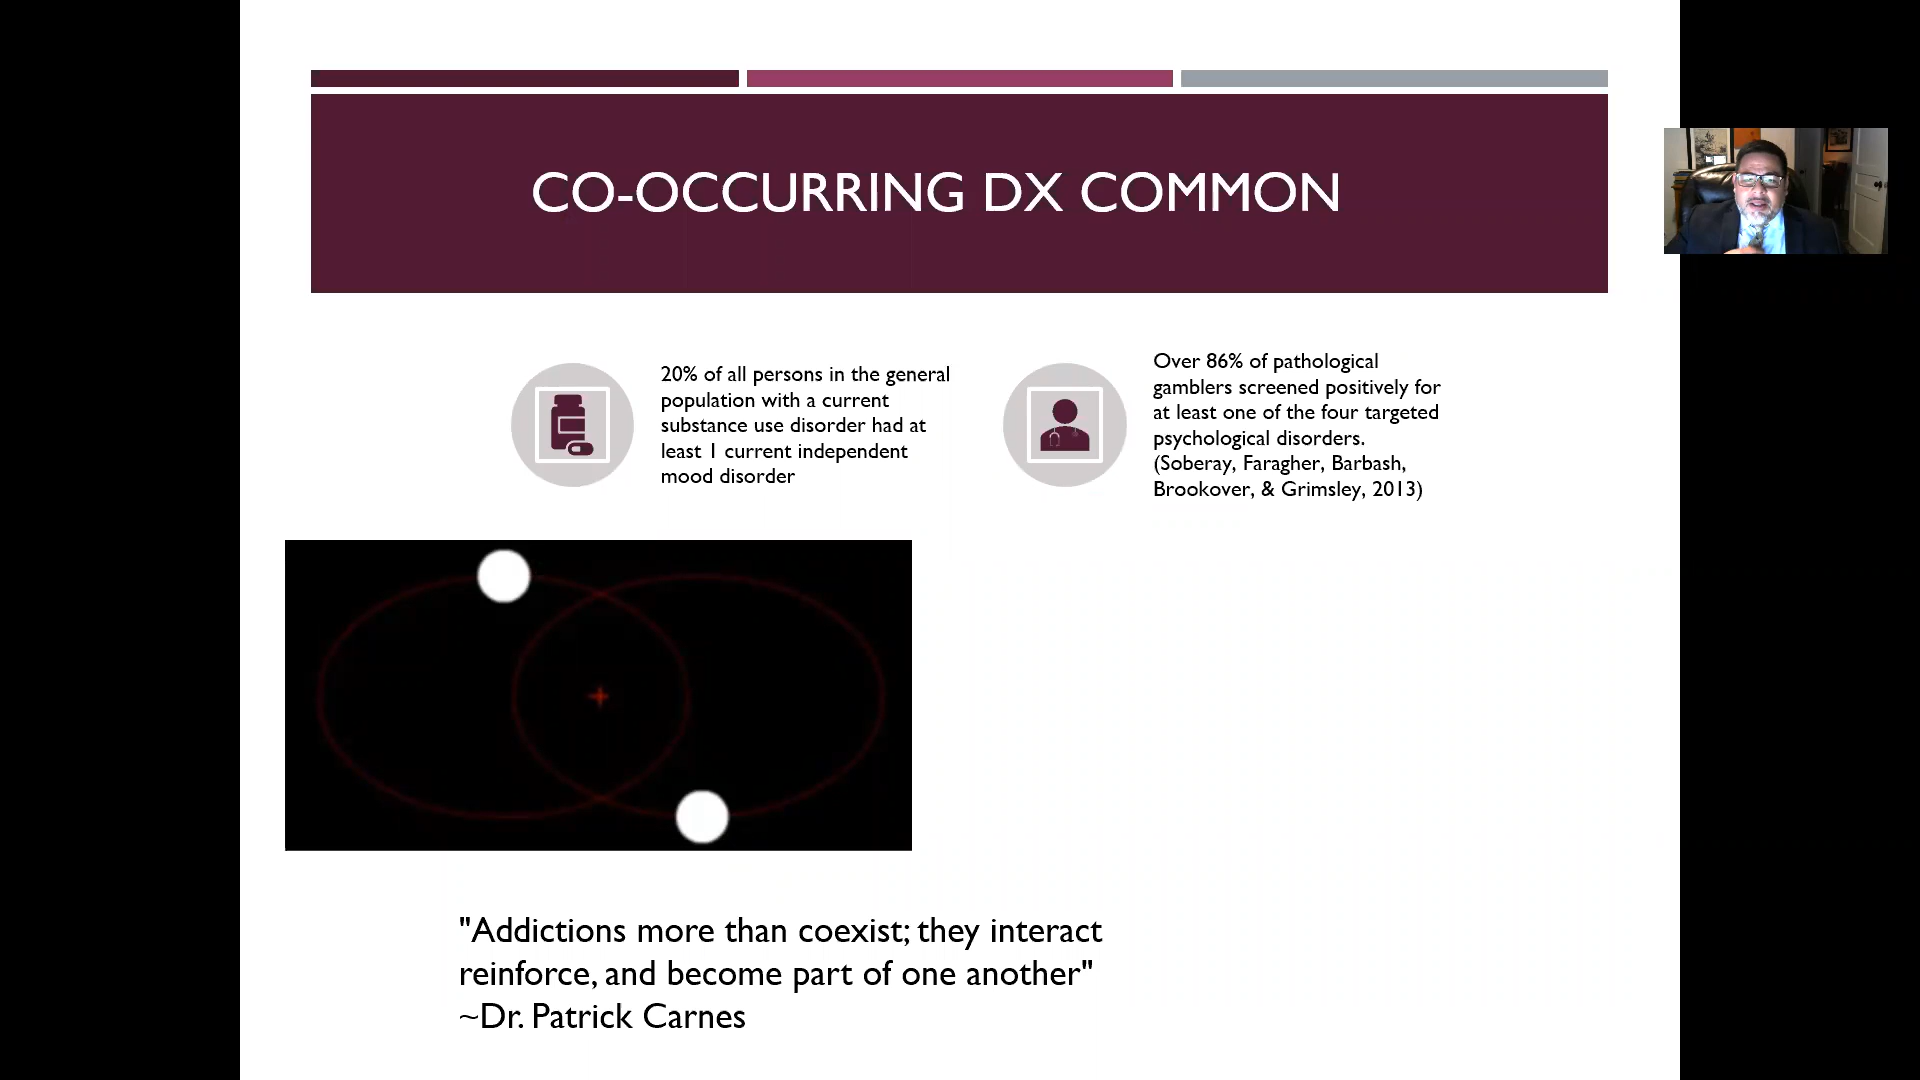 CO-OCCURRING DX COMMON
20% of all persons in the general
population with a current
substance use disorder had at
least 1 current independent
mood disorder
Over 86% of pathological
gamblers screened positively for
at least one of the four targeted
psychological disorders.
(Soberay, Faragher, Barbash,
Brookover, & Grimsley, 2013)
"Addictions more than coexist; they interact
reinforce, and become part of one another"
~Dr. Patrick Carnes